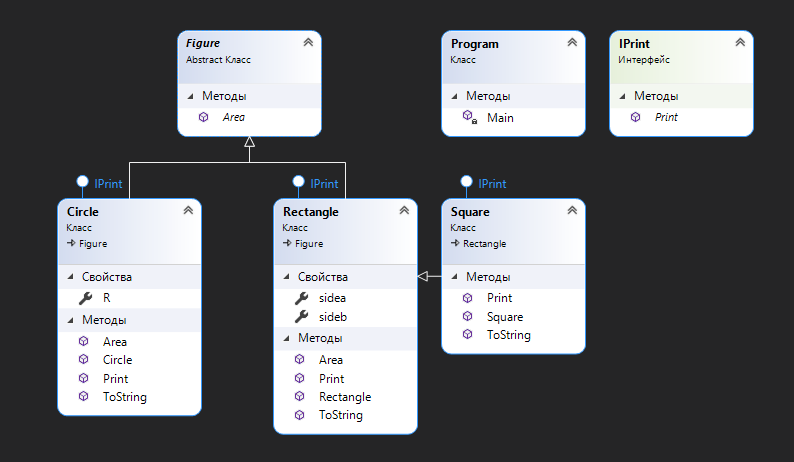 Figure
Abstract Класс
Методы
Area
Program
Класс
Методы
Main
IPrint
Интерфейс
Методы
Print
IPrint
Circle
Класс
Figure
Свойства
R
Методы
Area
Circle
Print
ToString
IPrint
Rectangle
Класс
Figure
Свойства
sidea
sideb
Методы
Area
Print
Rectangle
ToString
IPrint
Square
Класс
Rectangle
Методы
Print
Square
ToString